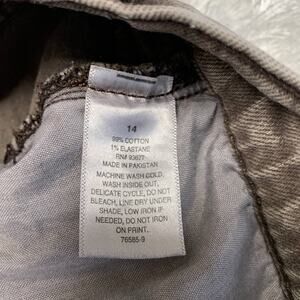 14
99% COTTON
1% ELASTANE
RN# 93677
MADE IN PAKISTAN
MACHINE WASH COLD,
WASH INSIDE OUT,
DELICATE CYCLE, DO NOT
BLEACH, LINE DRY UNDER
SHADE, LOW IRON IF
NEEDED, DO NOT IRON
ON PRINT.
76585-9